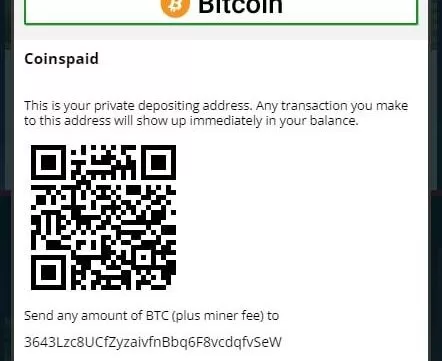 Bitcoin
Coinspaid
This is your private depositing address. Any transaction you make
to this address will show up immediately in your balance.
Send any amount of BTC (plus miner fee) to
3643Lzc8UCfZyzaivfnBbq6F8vcdqfvSeW